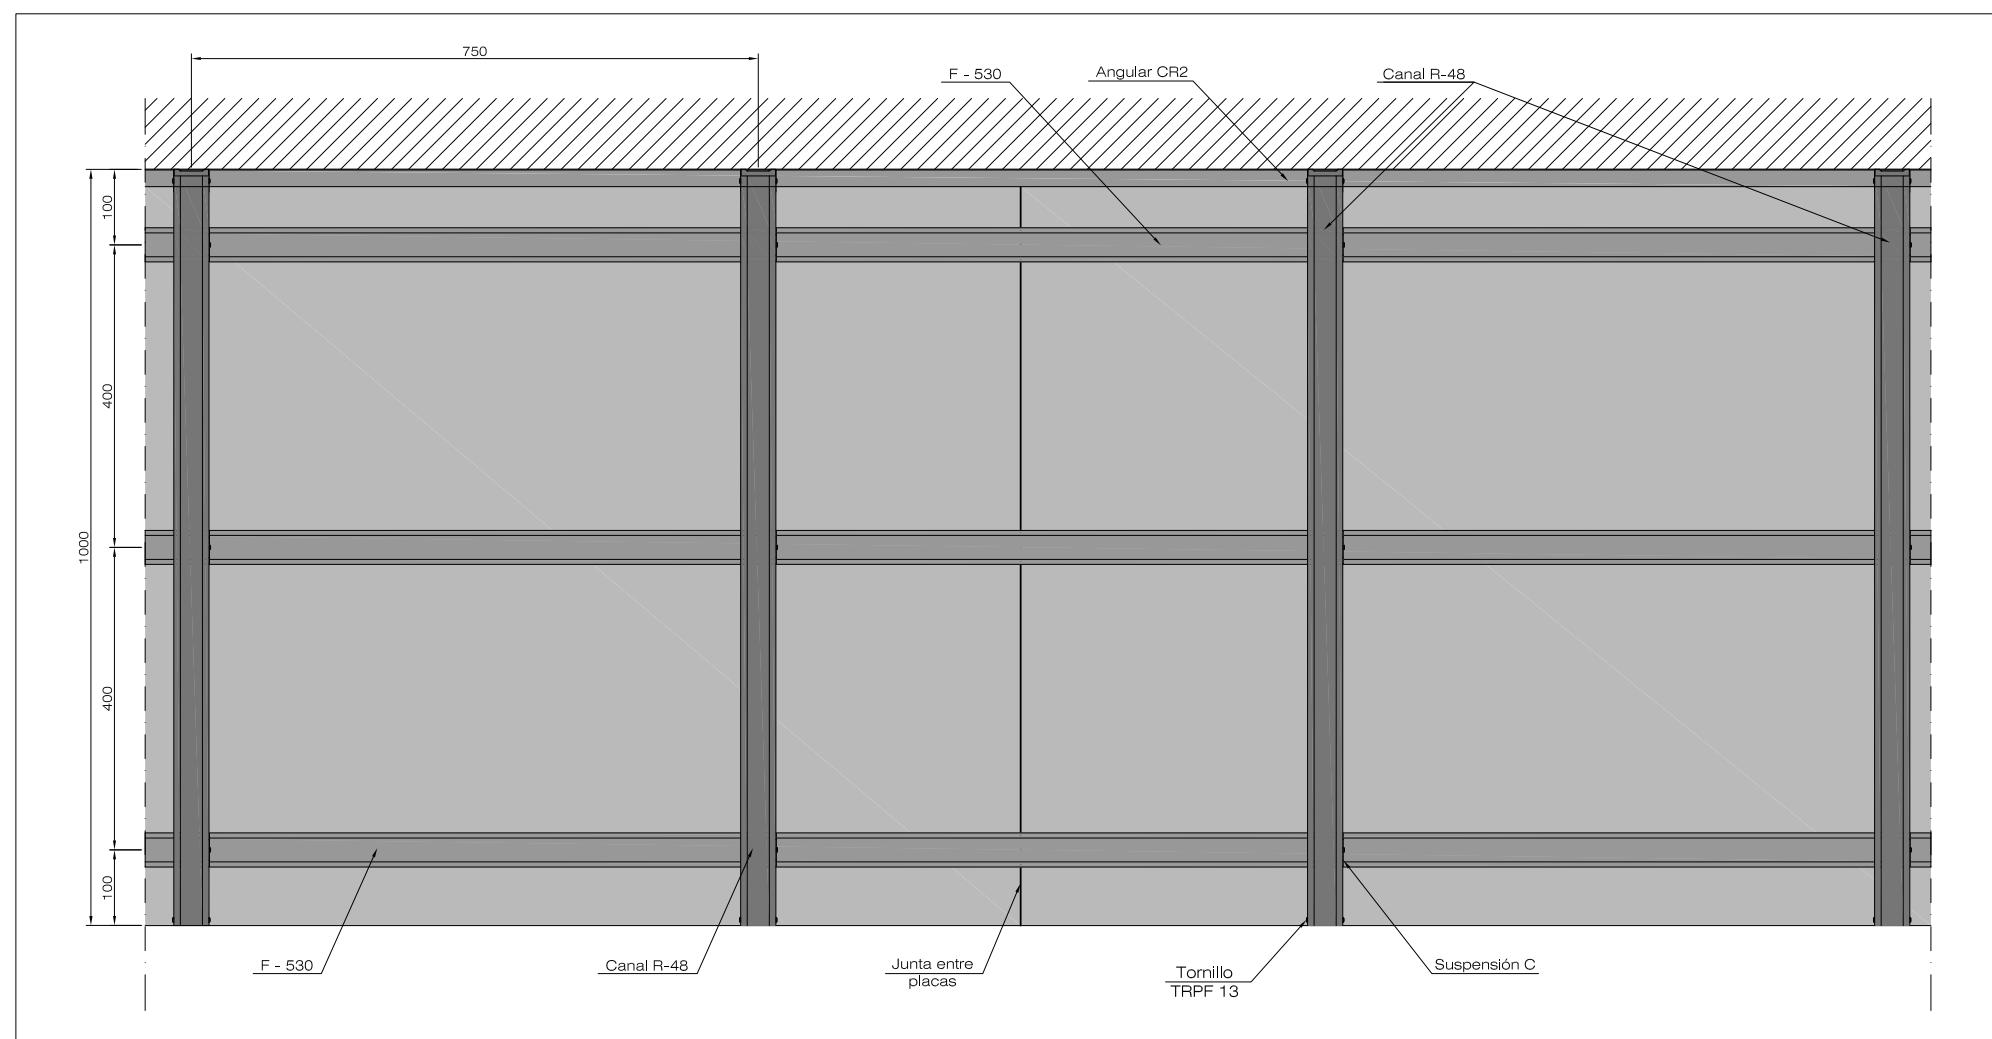 750
F - 530
Angular CR2
Canal R-48
100
400
1000
400
100
F - 530
Canal R-48
Junta entre
placas
Tornillo
TRPF 13
Suspensión C